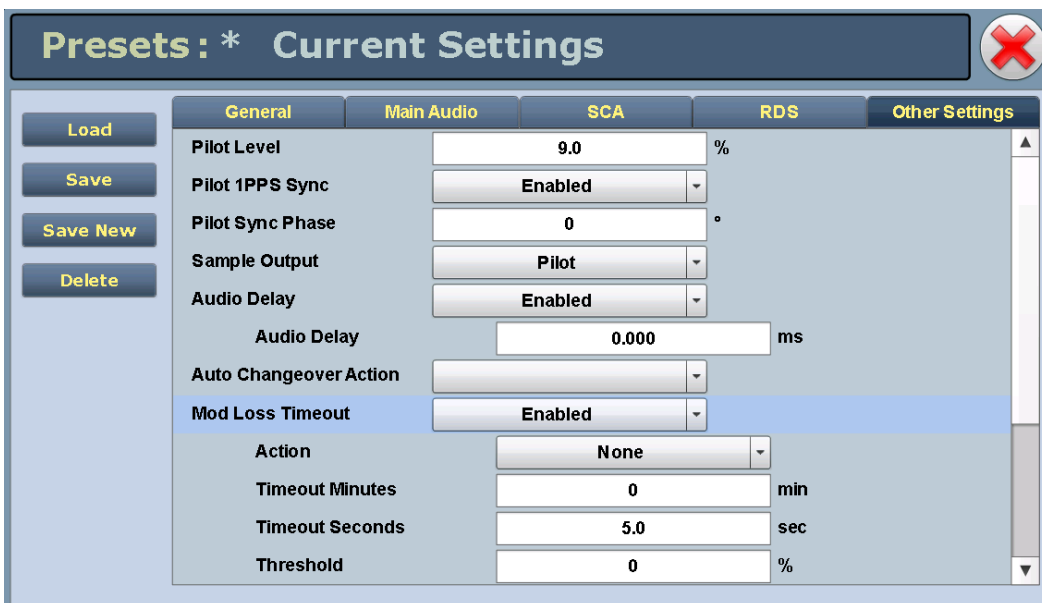 Presets: * Current Settings
General Main Audio SCA RDS Other Settings
Load
Save
Save New
Delete
Pilot Level 9.0 %
Pilot 1PPS Sync Enabled
Pilot Sync Phase 0 °
Sample Output Pilot
Audio Delay Enabled
Audio Delay 0.000 ms
Auto Changeover Action
Mod Loss Timeout Enabled
Action None
Timeout Minutes 0 min
Timeout Seconds 5.0 sec
Threshold 0 %